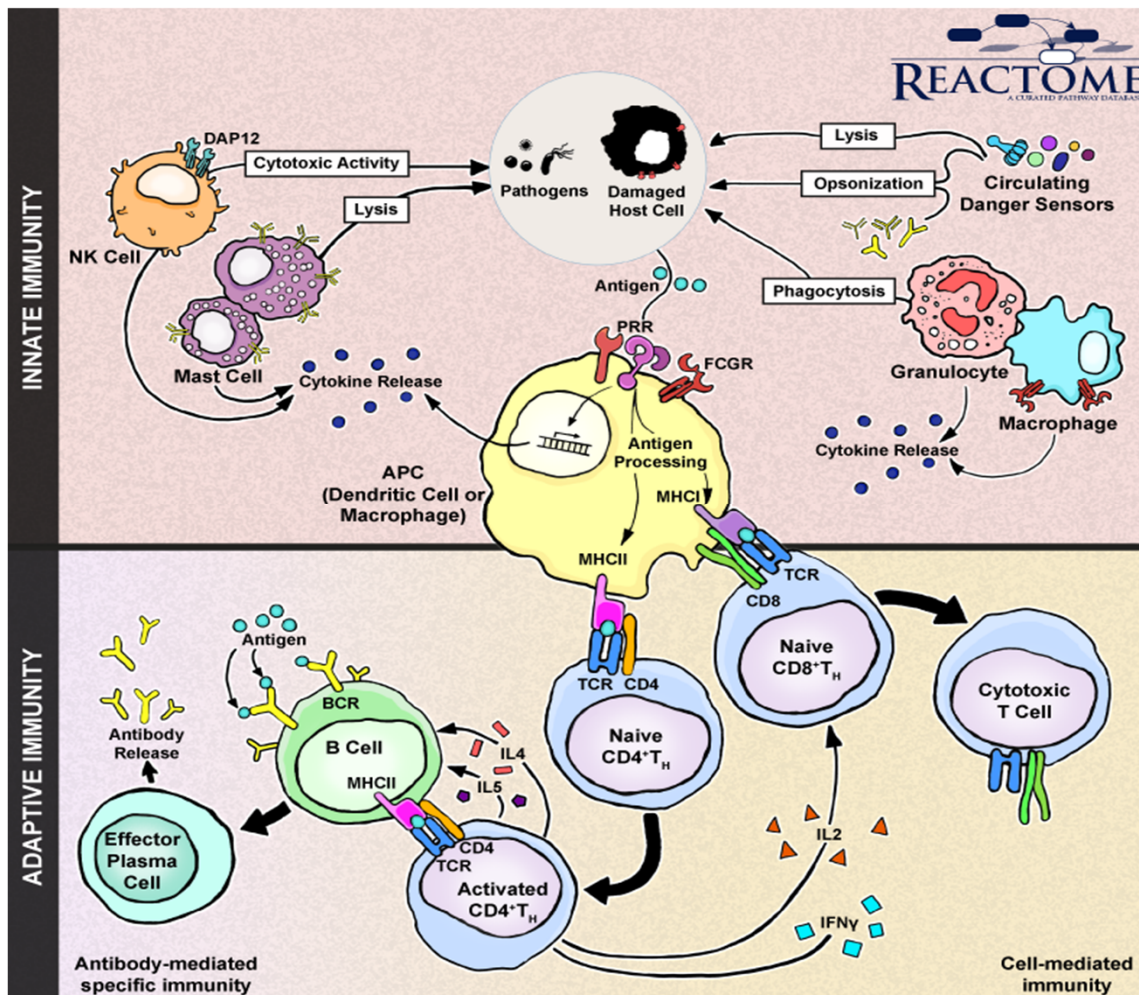 REACTOME
A CURATED PATHWAY DATABASE
INNATE IMMUNITY
DAP12
Cytotoxic Activity
Lysis
NK Cell
Mast Cell
Cytokine Release
Pathogens
Damaged
Host Cell
Lysis
Opsonization
Circulating
Danger Sensors
Phagocytosis
Granulocyte
Macrophage
Cytokine Release
Antigen
PRR
FCGR
Antigen
Processing
APC
(Dendritic Cell or
Macrophage)
MHCI
MHCII
ADAPTIVE IMMUNITY
TCR
CD8
Naive
CD8⁺T_H
Cytotoxic
T Cell
TCR CD4
Naive
CD4⁺T_H
Antigen
BCR
B Cell
MHCII
Antibody
Release
IL4
IL5
CD4
TCR
Activated
CD4⁺T_H
Effector
Plasma
Cell
IL2
IFNγ
Antibody-mediated
specific immunity
Cell-mediated
immunity